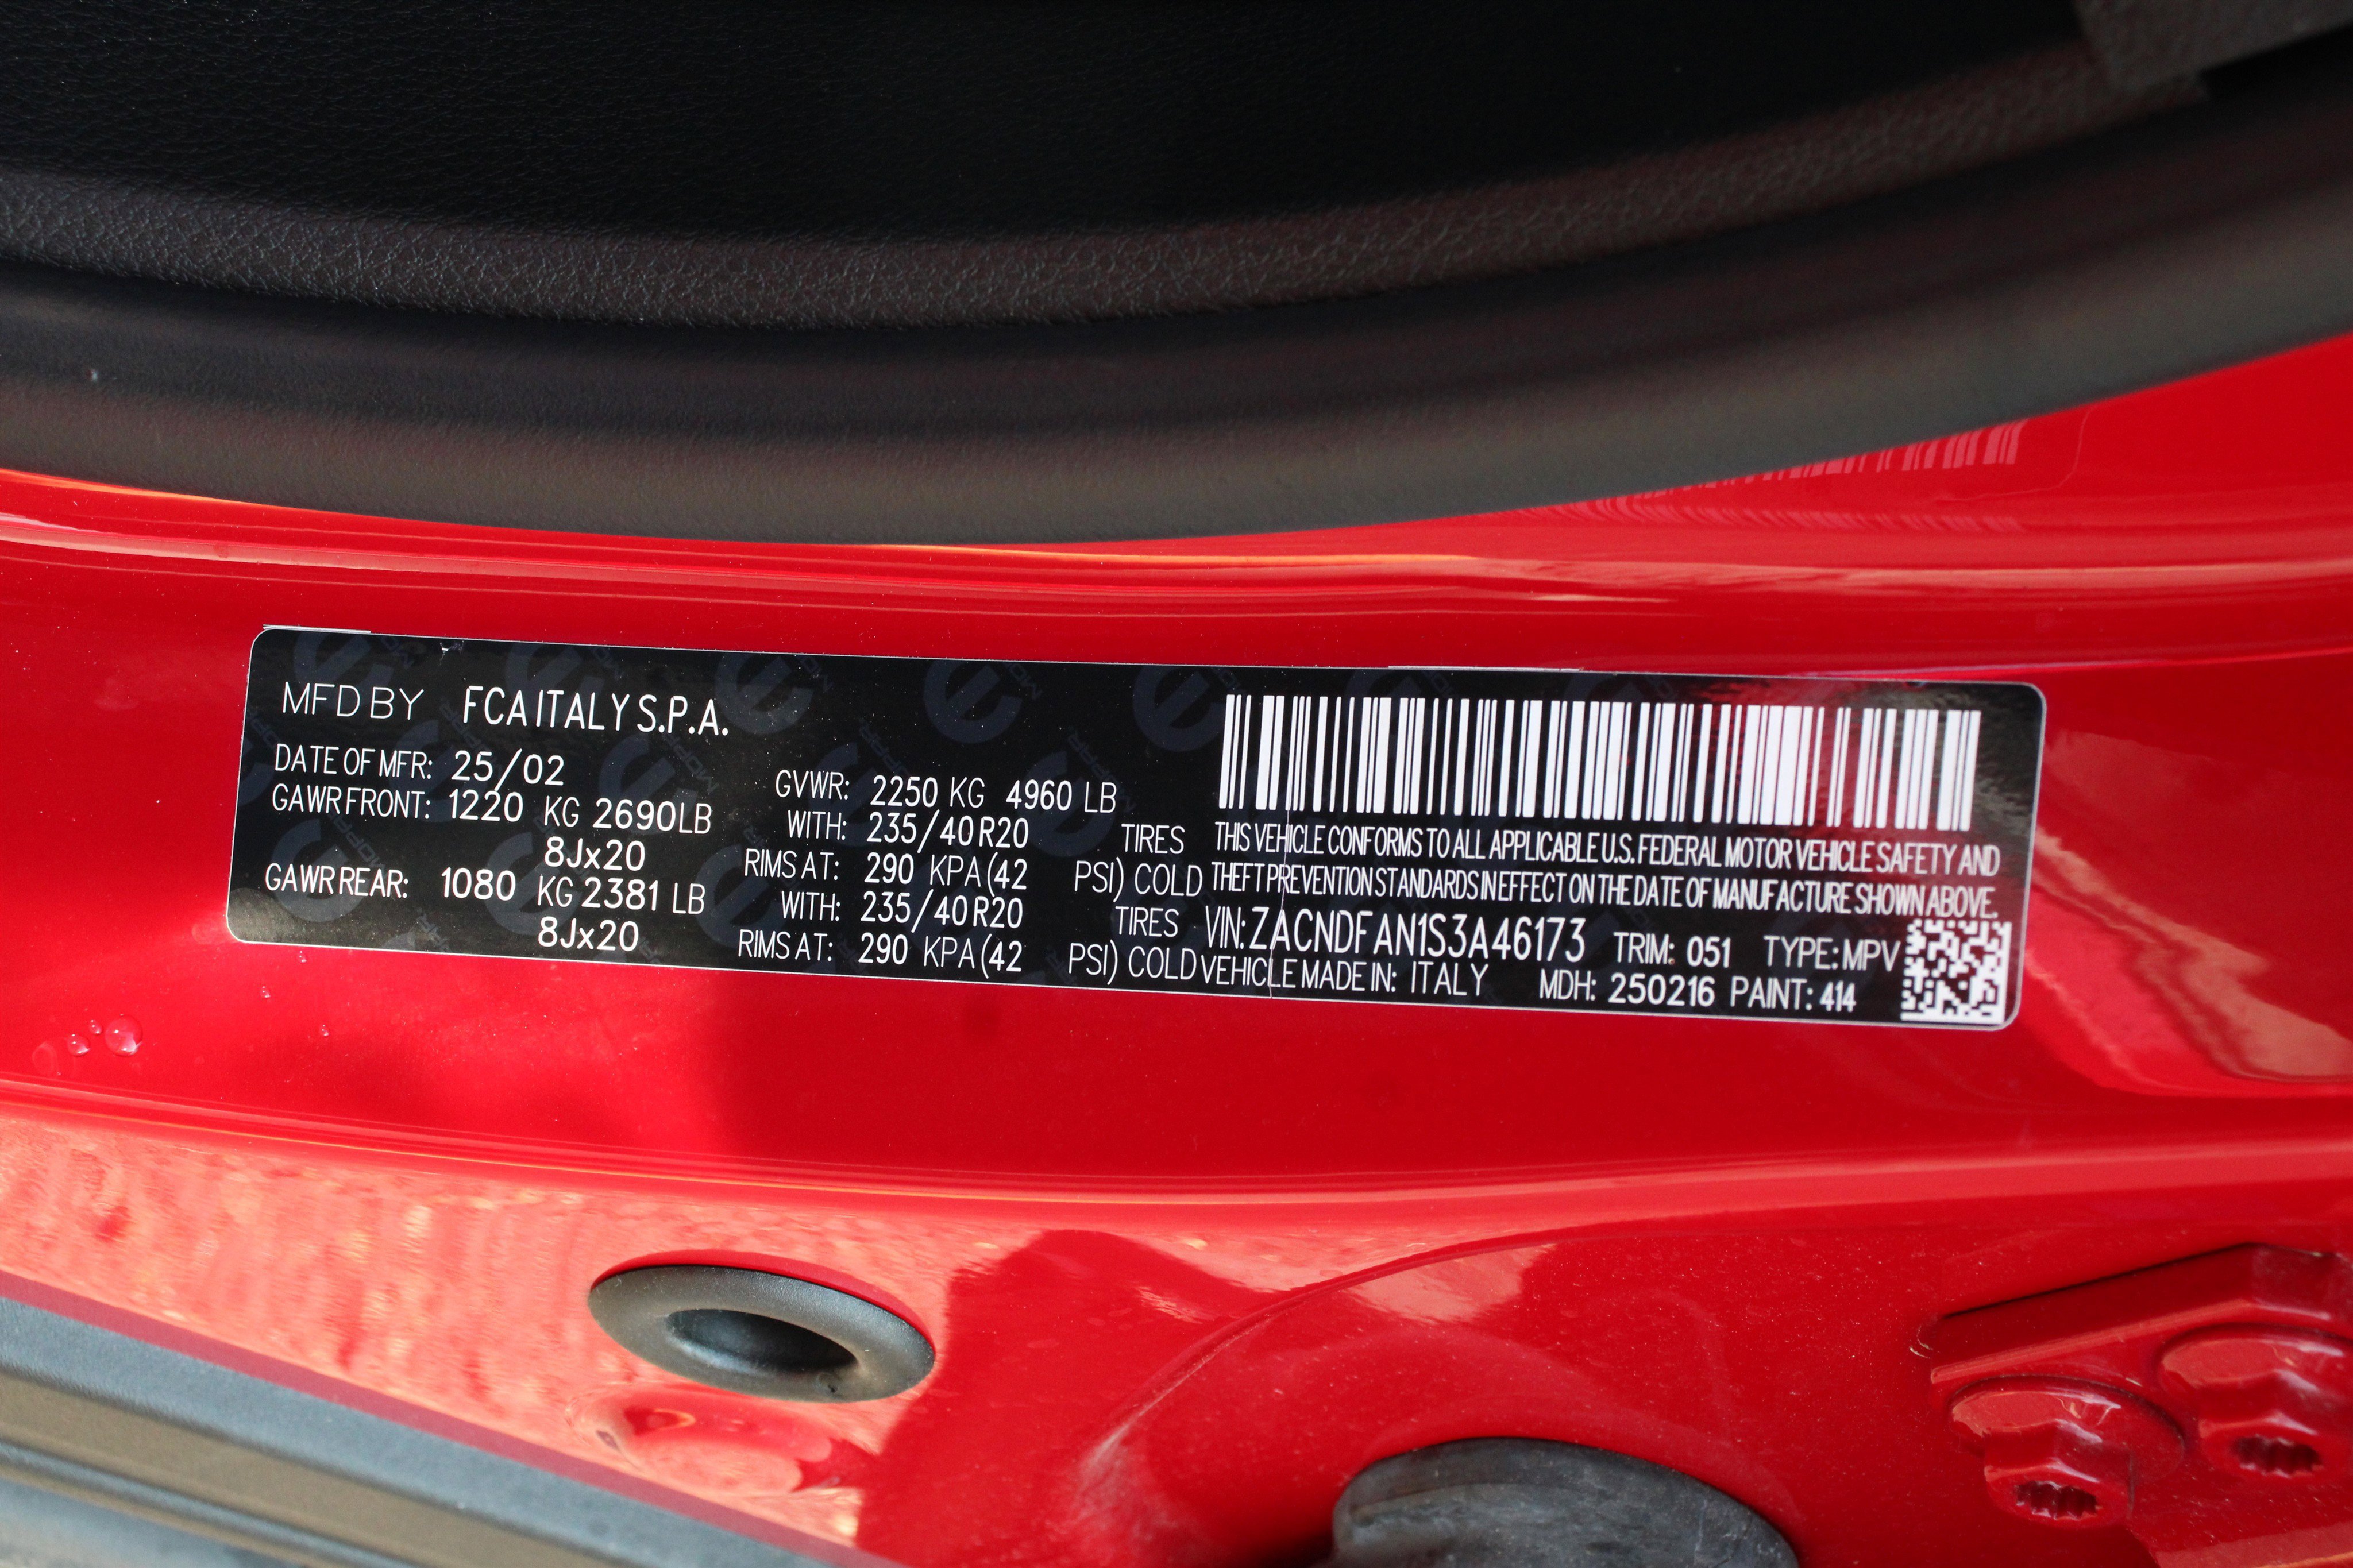 MFD BY FCA ITALY S.P.A.
DATE OF MFR: 25/02
GAWR FRONT: 1220 KG 2690 LB
8Jx20
GAWR REAR: 1080 KG 2381 LB
8Jx20
GVWR: 2250 KG 4960 LB
WITH: 235/40 R20 TIRES
RIMS AT: 290 KPA (42 PSI) COLD
WITH: 235/40 R20 TIRES
RIMS AT: 290 KPA (42 PSI) COLD
THIS VEHICLE CONFORMS TO ALL APPLICABLE U.S. FEDERAL MOTOR VEHICLE SAFETY AND
THEFT PREVENTION STANDARDS IN EFFECT ON THE DATE OF MANUFACTURE SHOWN ABOVE.
VIN: ZACNDFAN1S3A46173 TRIM: 051 TYPE: MPV
VEHICLE MADE IN: ITALY MDH: 250216 PAINT: 414